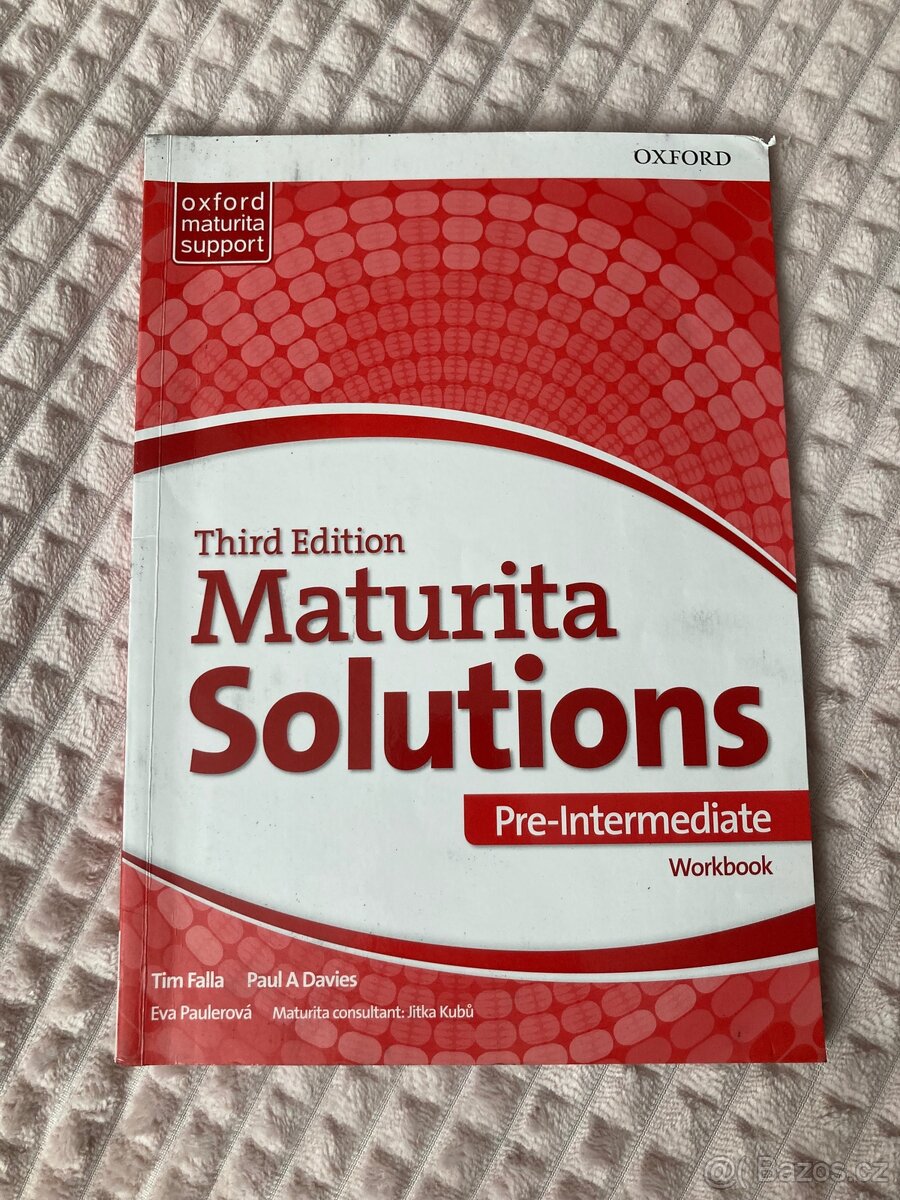 OXFORD
oxford
maturita
support
Third Edition
Maturita
Solutions
Pre-Intermediate
Workbook
Tim Falla Paul A Davies
Eva Paulerová Maturita consultant: Jitka Kubů
@ Bazos.cz